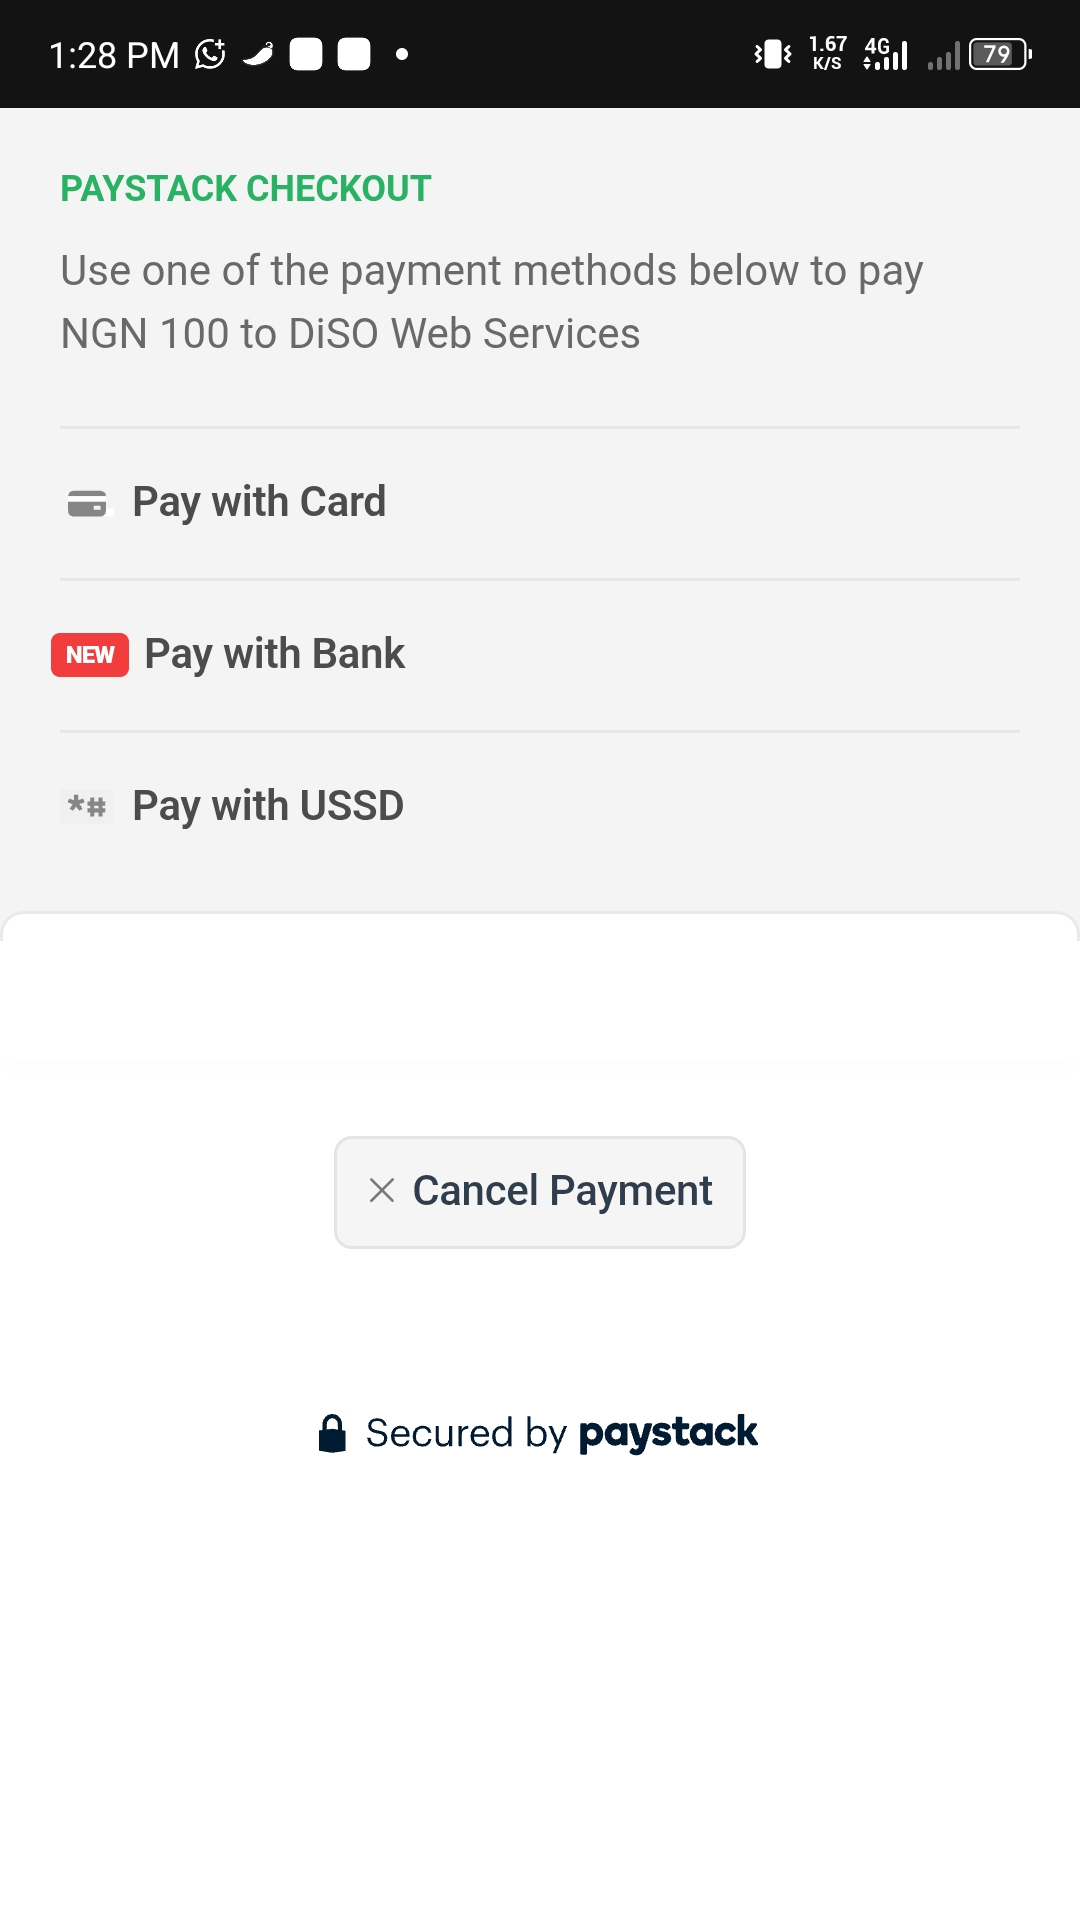 1:28 PM
1.67 K/S 4G 79
PAYSTACK CHECKOUT
Use one of the payment methods below to pay
NGN 100 to DiSO Web Services
Pay with Card
NEW Pay with Bank
*# Pay with USSD
Cancel Payment
Secured by paystack